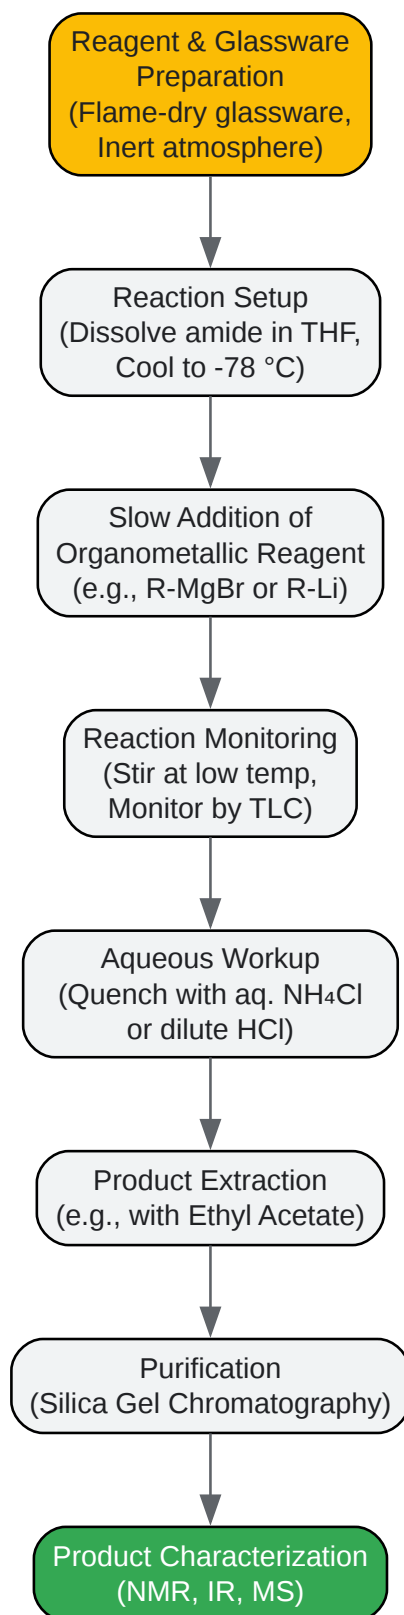 Reagent & Glassware
Preparation
(Flame-dry glassware,
Inert atmosphere)
Reaction Setup
(Dissolve amide in THF,
Cool to -78 °C)
Slow Addition of
Organometallic Reagent
(e.g., R-MgBr or R-Li)
Reaction Monitoring
(Stir at low temp,
Monitor by TLC)
Aqueous Workup
(Quench with aq. NH₄Cl
or dilute HCl)
Product Extraction
(e.g., with Ethyl Acetate)
Purification
(Silica Gel Chromatography)
Product Characterization
(NMR, IR, MS)